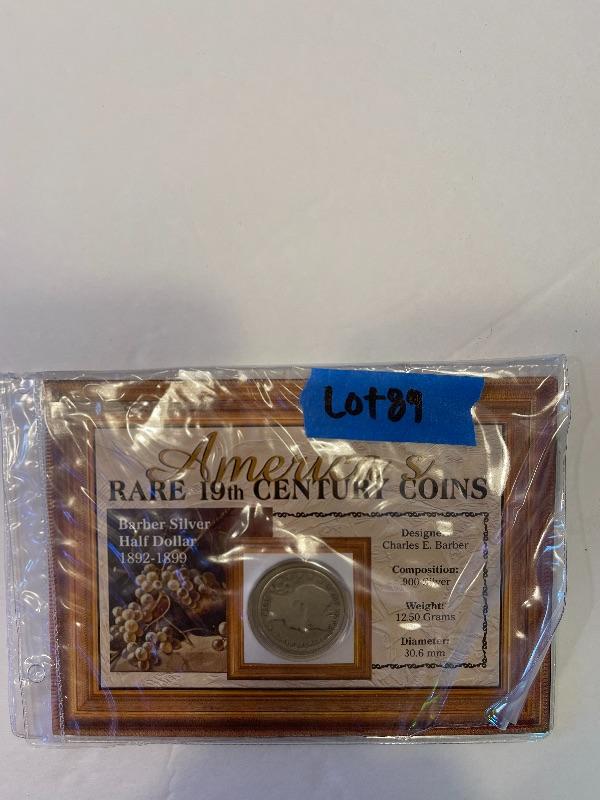 Lot 89
America's
RARE 19th CENTURY COINS
Barber Silver
Half Dollar
1892-1899
Designer:
Charles E. Barber
Composition:
.900 Silver
Weight:
12.50 Grams
Diameter:
30.6 mm